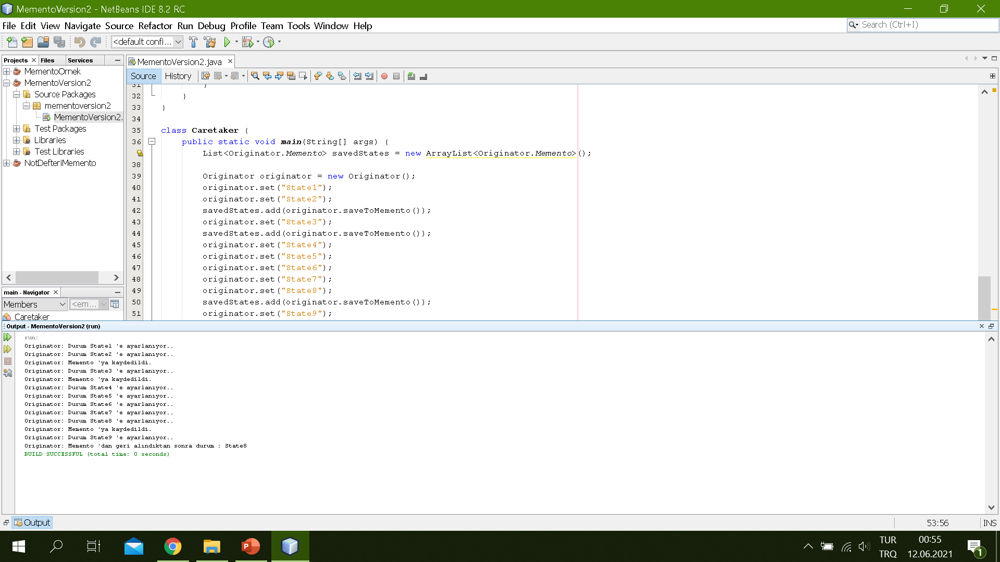 MementoVersion2 - NetBeans IDE 8.2 RC
File Edit View Navigate Source Refactor Run Debug Profile Team Tools Window Help
Search (Ctrl+I)
<default confi...
Projects Files Services
MementoVersion2.java
MementoOrnek
MementoVersion2
Source Packages
mementoversion2
MementoVersion2.
Test Packages
Libraries
Test Libraries
NotDefteriMemento
Source History
31 }
32 }
33 }
34
35 class Caretaker {
36 public static void main(String[] args) {
List<Originator.Memento> savedStates = new ArrayList<Originator.Memento>();
38
39 Originator originator = new Originator();
40 originator.set("State1");
41 originator.set("State2");
42 savedStates.add(originator.saveToMemento());
43 originator.set("State3");
44 savedStates.add(originator.saveToMemento());
45 originator.set("State4");
46 originator.set("State5");
47 originator.set("State6");
48 originator.set("State7");
49 originator.set("State8");
50 savedStates.add(originator.saveToMemento());
51 originator.set("State9");
main - Navigator
Members <em...
Caretaker
Output - MementoVersion2 (run)
run:
Originator: Durum State1 'e ayarlanıyor..
Originator: Durum State2 'e ayarlanıyor..
Originator: Memento 'ya kaydedildi.
Originator: Durum State3 'e ayarlanıyor..
Originator: Memento 'ya kaydedildi.
Originator: Durum State4 'e ayarlanıyor..
Originator: Durum State5 'e ayarlanıyor..
Originator: Durum State6 'e ayarlanıyor..
Originator: Durum State7 'e ayarlanıyor..
Originator: Durum State8 'e ayarlanıyor..
Originator: Memento 'ya kaydedildi.
Originator: Durum State9 'e ayarlanıyor..
Originator: Memento 'dan geri alındıktan sonra durum : State8
BUILD SUCCESSFUL (total time: 0 seconds)
Output
53:56 INS
TUR 00:55
TRQ 12.06.2021
1